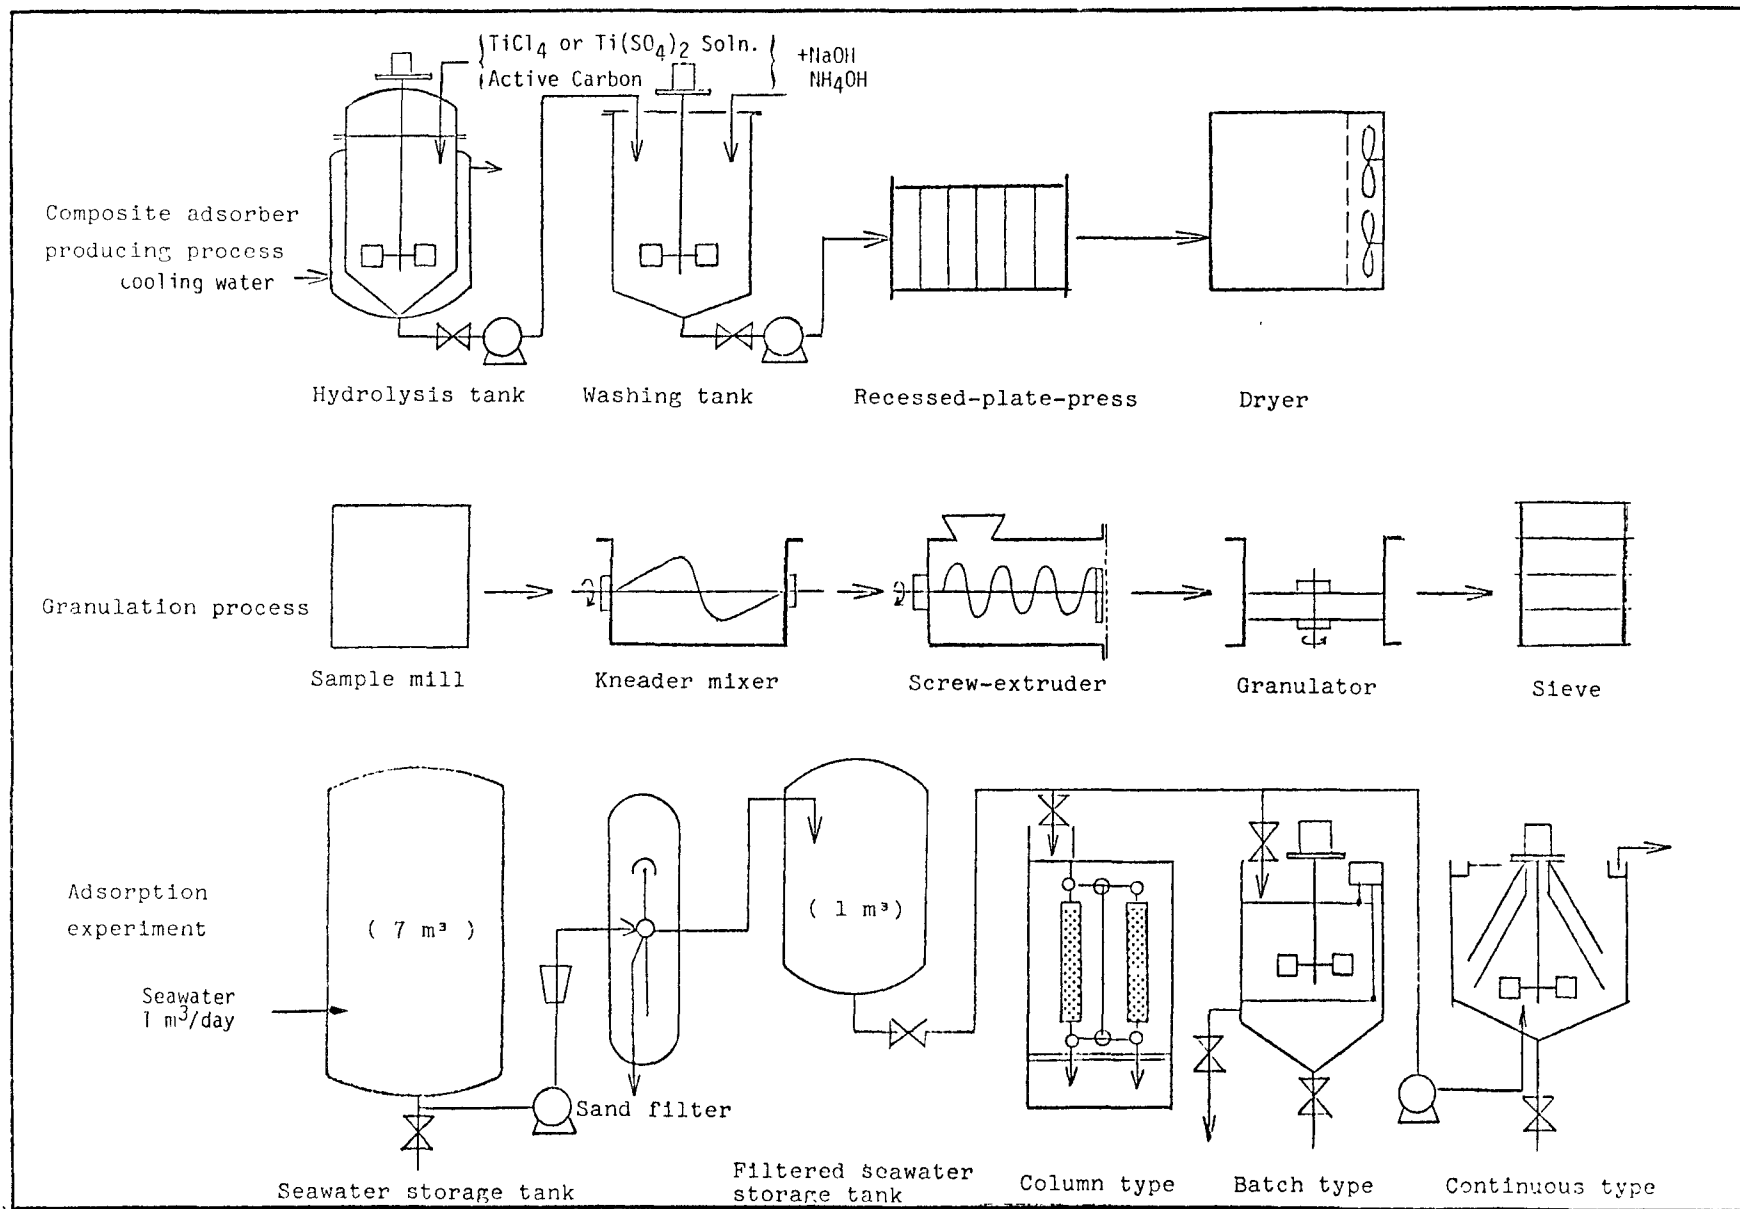 TiCl4 or Ti(SO4)2 Soln.
Active Carbon
+NaOH
NH4OH
Composite adsorber
producing process
cooling water
Hydrolysis tank
Washing tank
Recessed-plate-press
Dryer
Granulation process
Sample mill
Kneader mixer
Screw-extruder
Granulator
Sieve
Adsorption
experiment
( 7 m³ )
( 1 m³)
Seawater
1 m³/day
Sand filter
Seawater storage tank
Filtered seawater
storage tank
Column type
Batch type
Continuous type